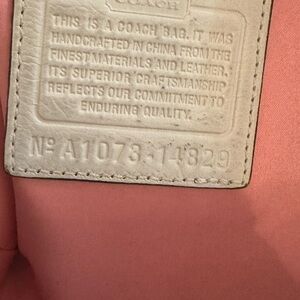 COACH
THIS IS A COACH BAG. IT WAS
HANDCRAFTED IN CHINA FROM THE
FINEST MATERIALS AND LEATHER.
ITS SUPERIOR CRAFTSMANSHIP
REFLECTS OUR COMMITMENT TO
ENDURING QUALITY.
Nº A1073-14829